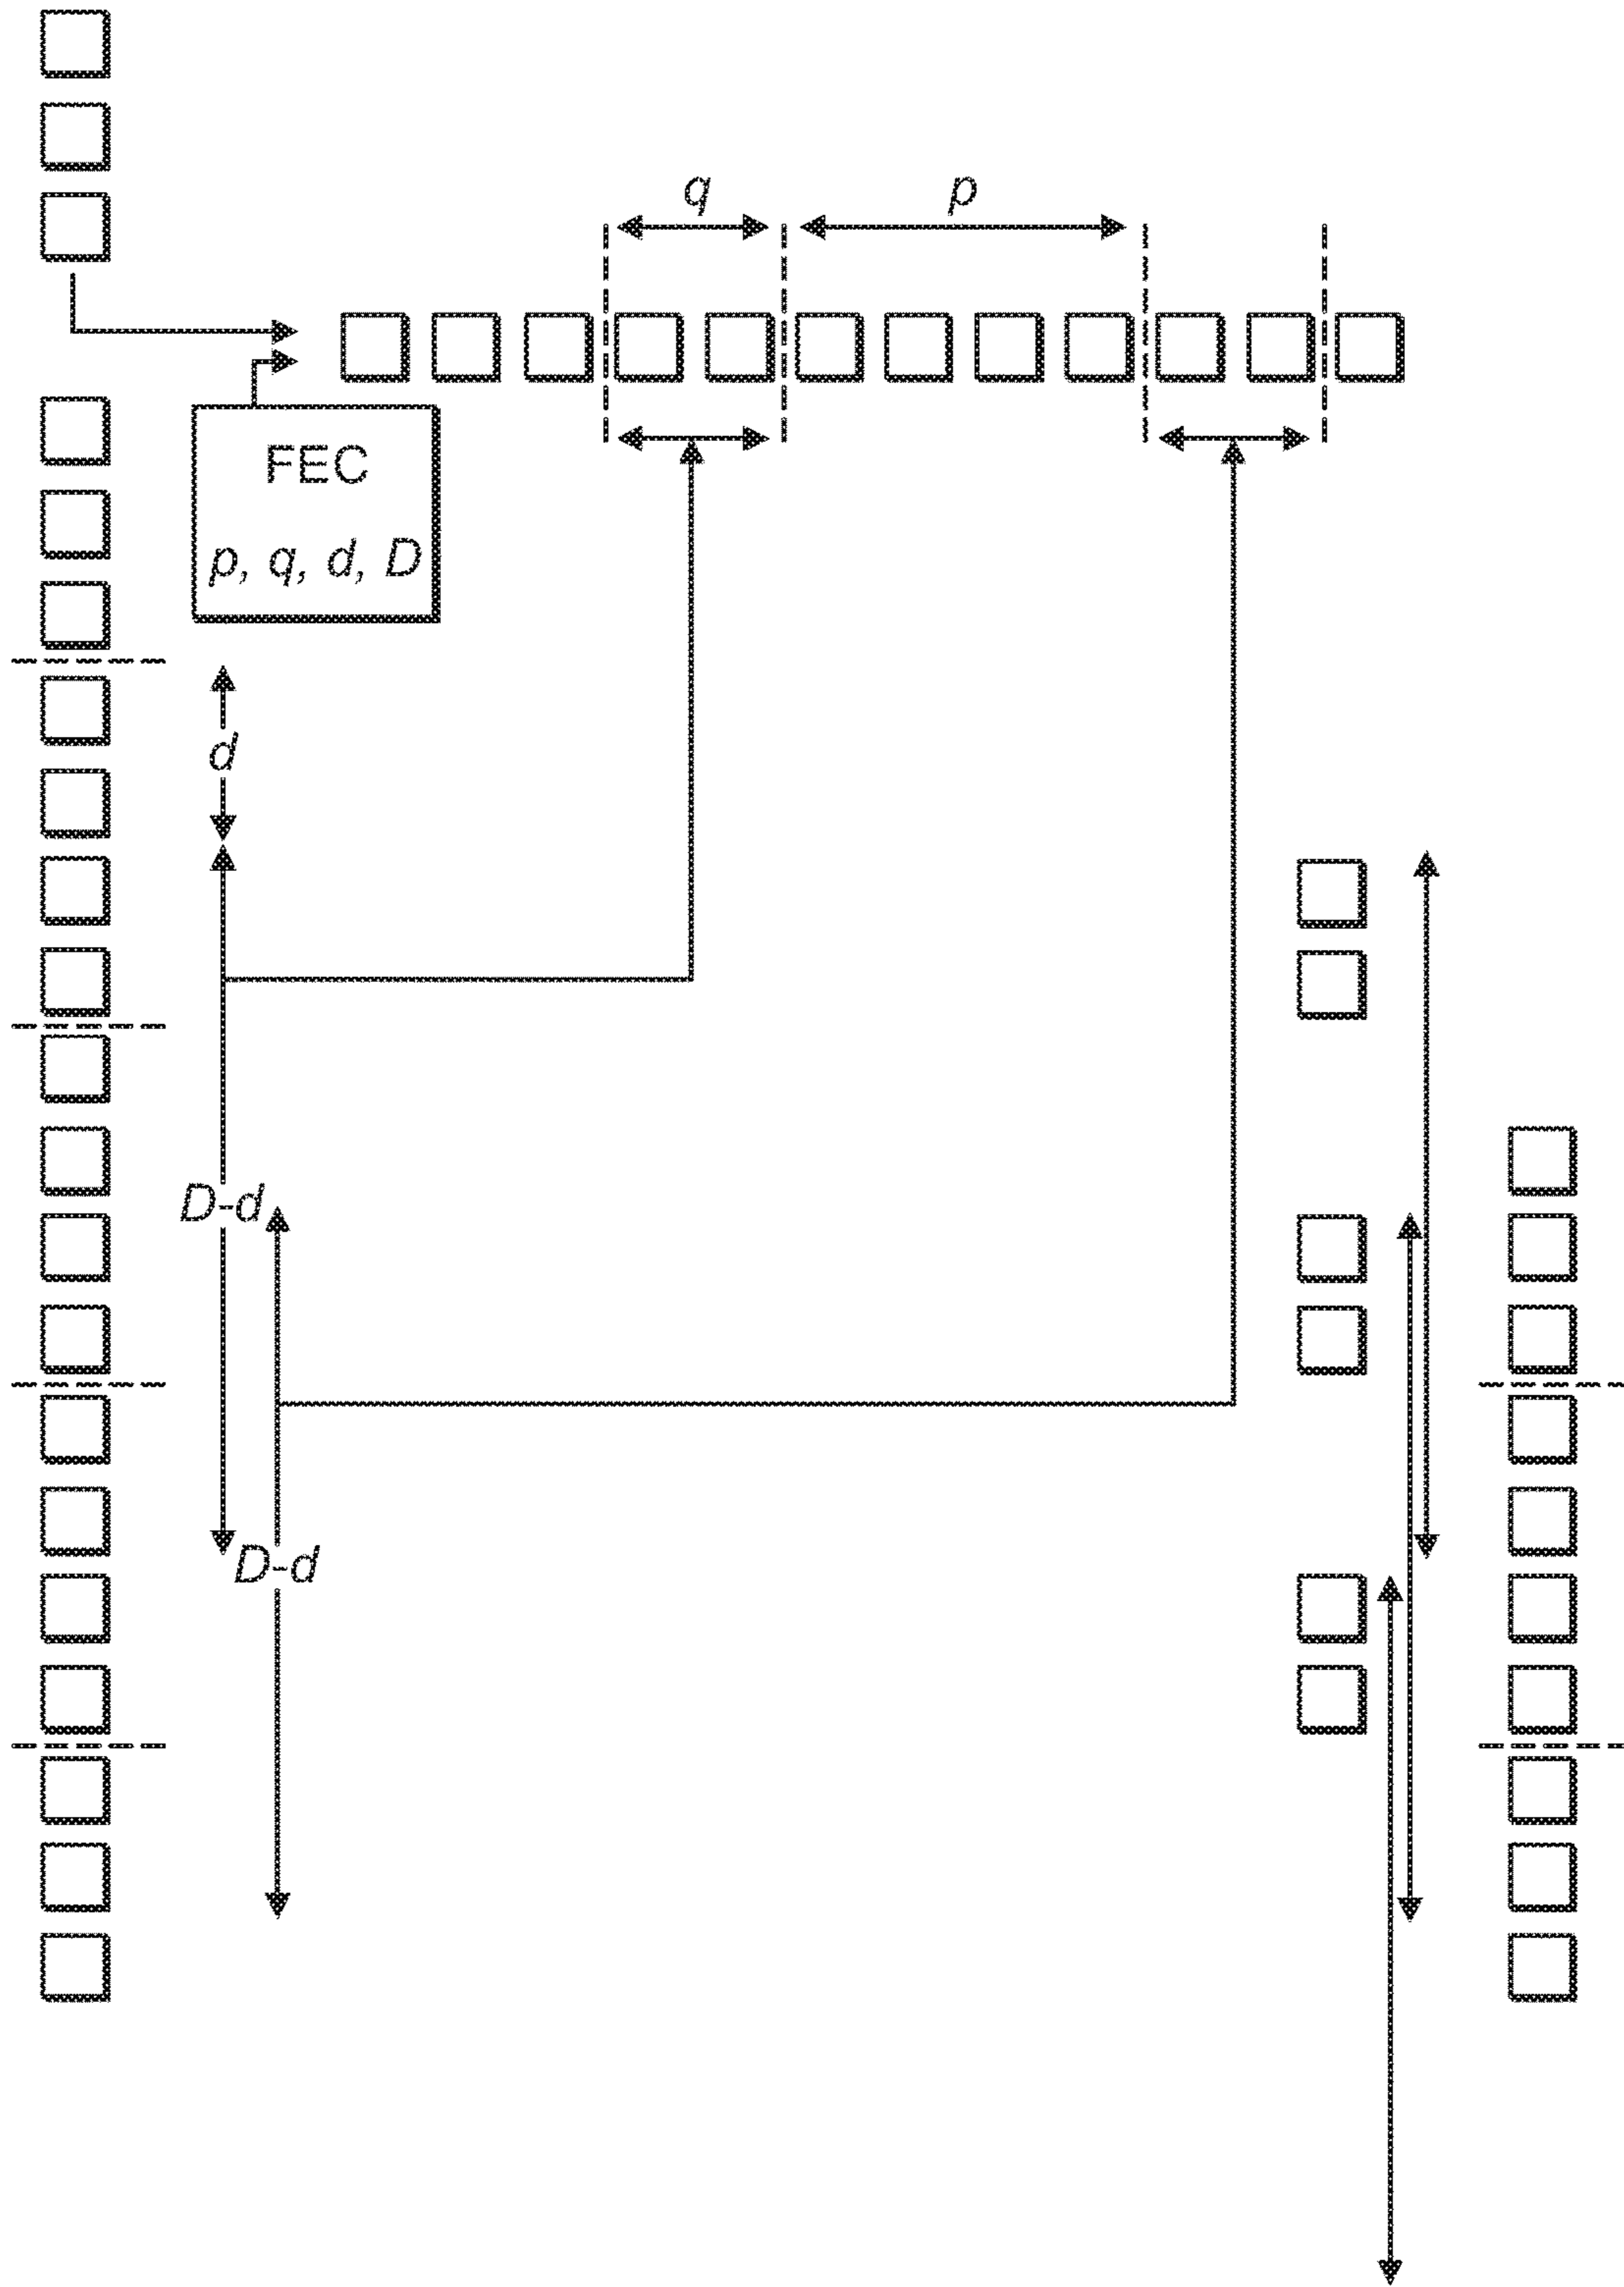 q
p
FEC
p, q, d, D
d
D-d
D-d